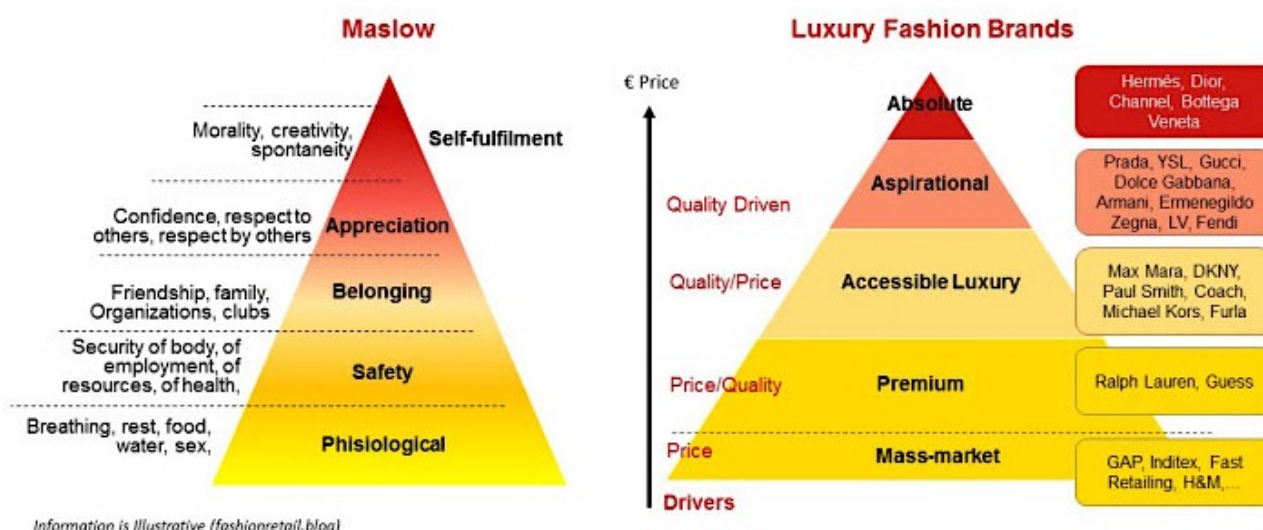 Maslow
Morality, creativity,
spontaneity
Self-fulfilment
Confidence, respect to
others, respect by others
Appreciation
Friendship, family,
Organizations, clubs
Belonging
Security of body, of
employment, of
resources, of health,
Safety
Breathing, rest, food,
water, sex,
Phisiological
Information is Illustrative (fashionretail.blog)
Luxury Fashion Brands
€ Price
Absolute
Hermés, Dior,
Channel, Bottega
Veneta
Quality Driven
Aspirational
Prada, YSL, Gucci,
Dolce Gabbana,
Armani, Ermenegildo
Zegna, LV, Fendi
Quality/Price
Accessible Luxury
Max Mara, DKNY,
Paul Smith, Coach,
Michael Kors, Furla
Price/Quality
Premium
Ralph Lauren, Guess
Price
Mass-market
GAP, Inditex, Fast
Retailing, H&M,...
Drivers